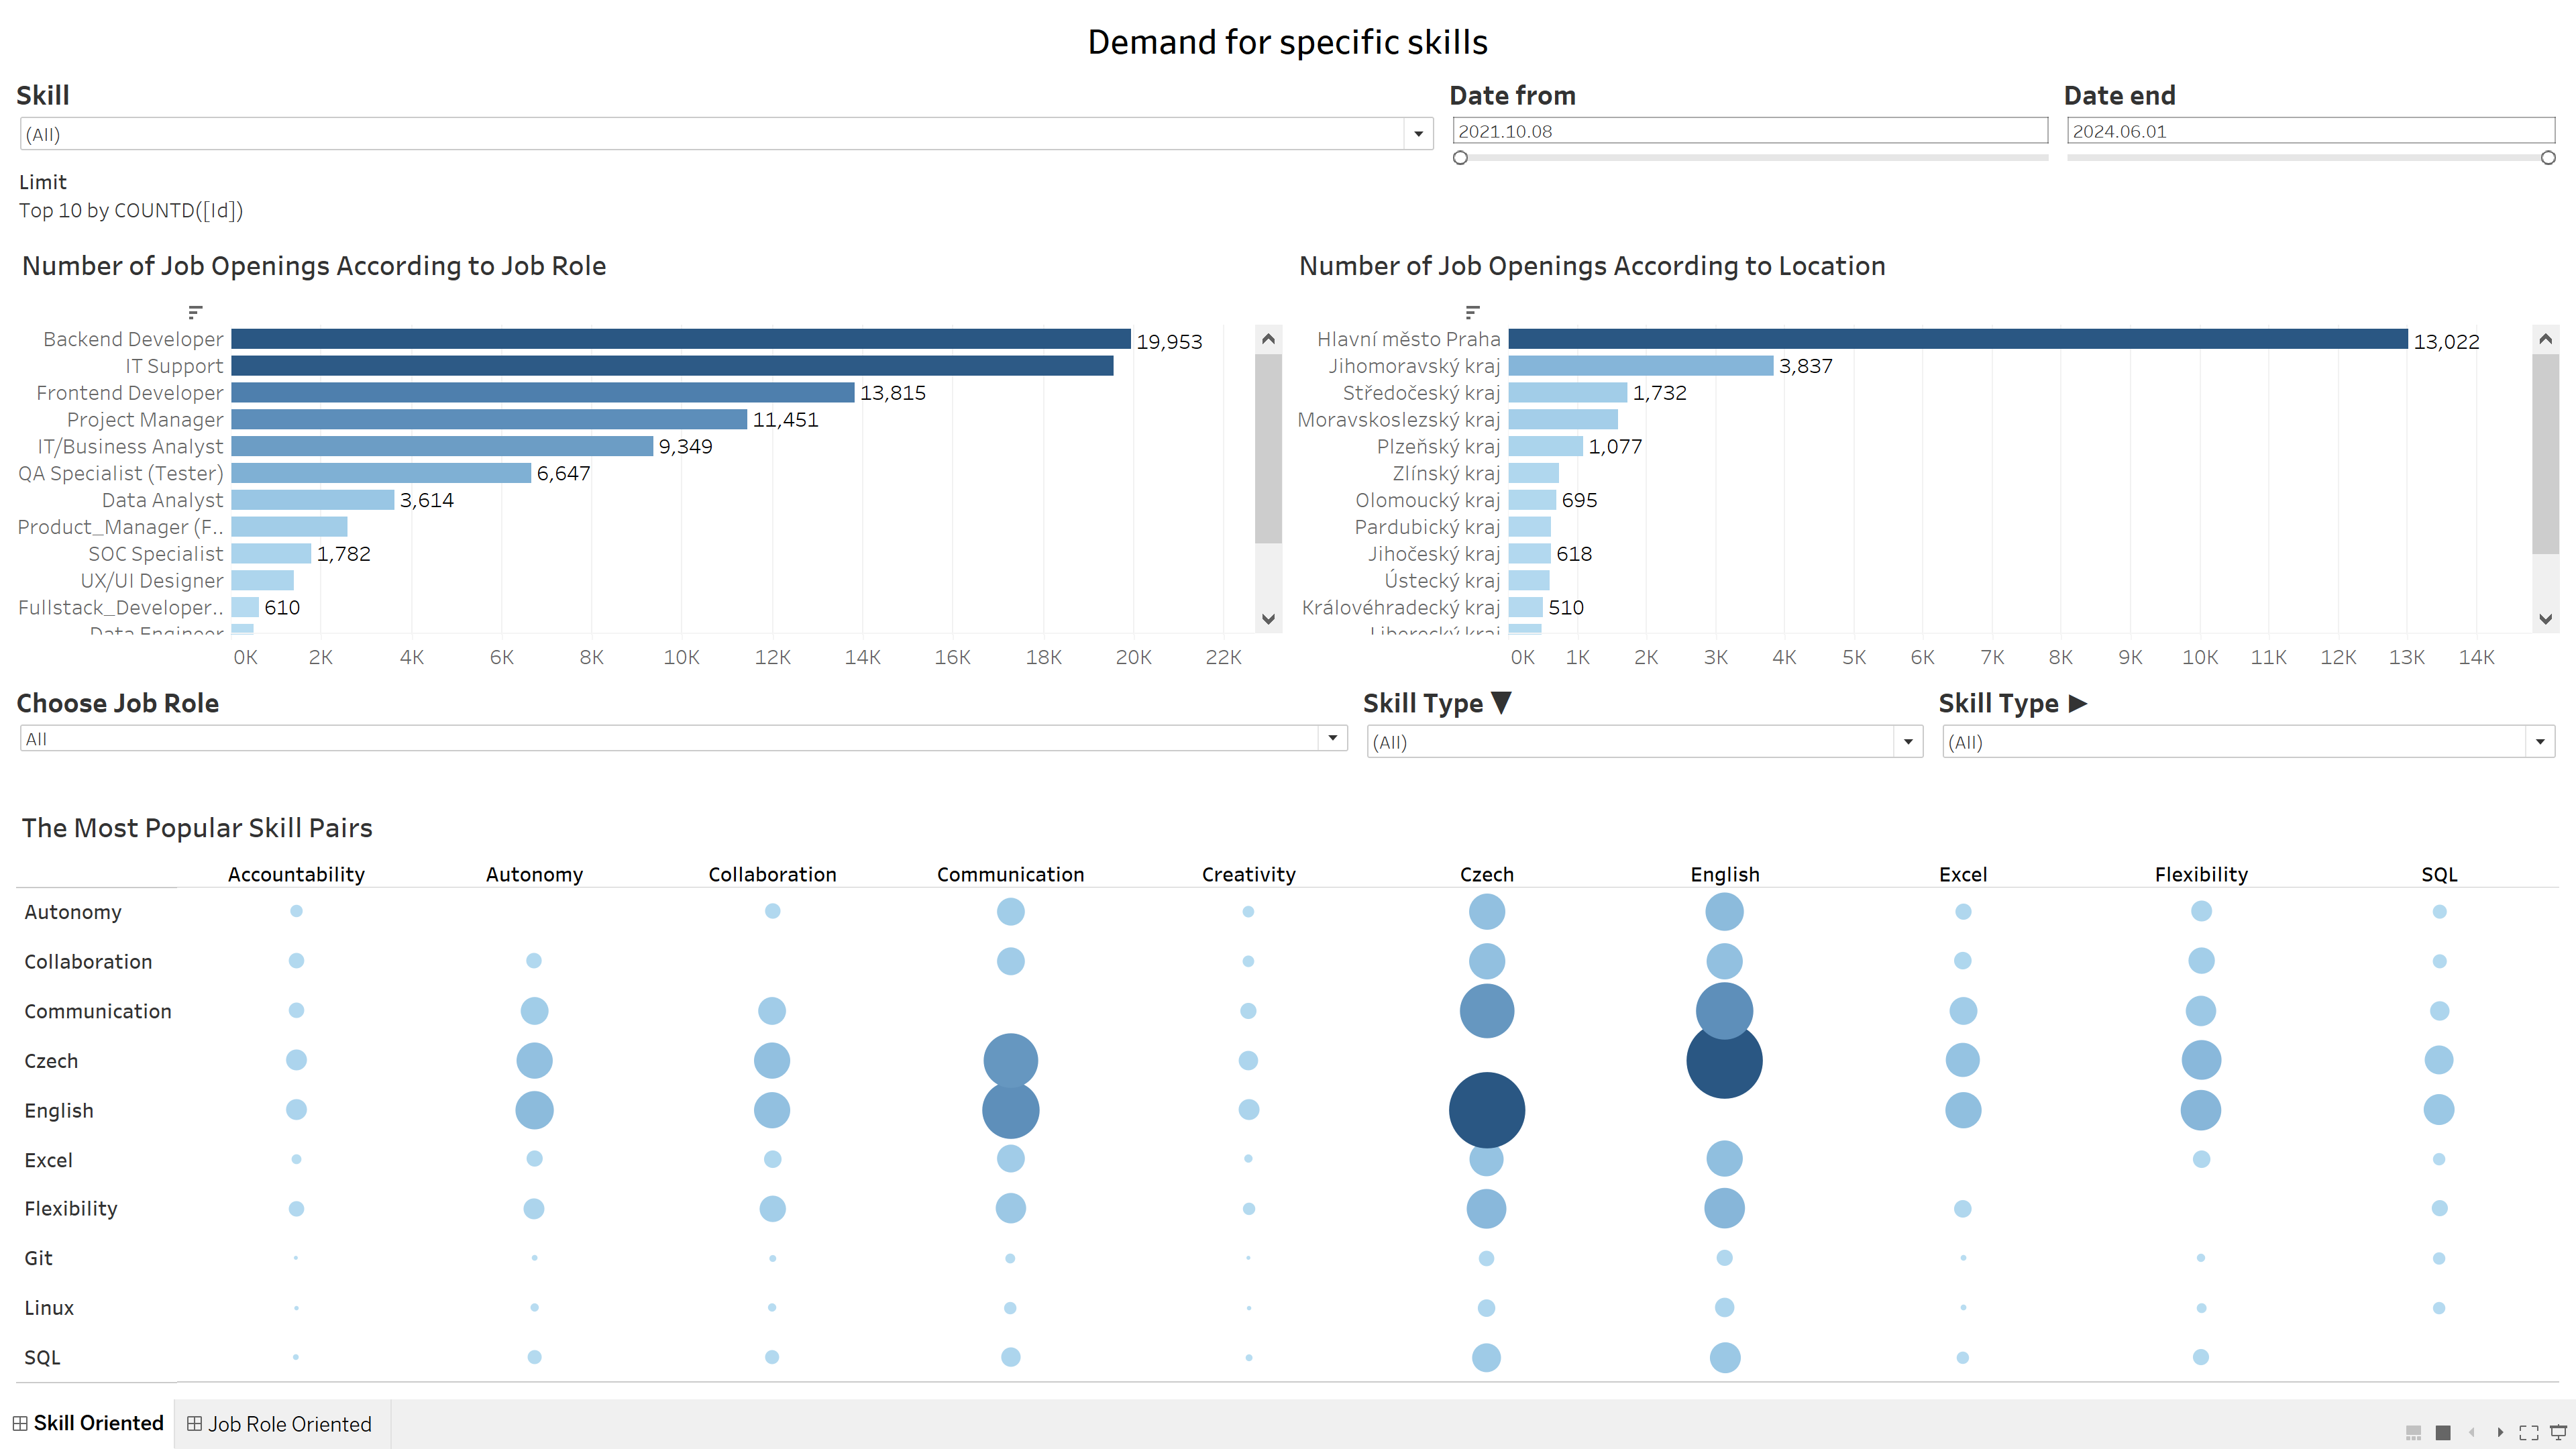 Demand for specific skills
Skill
Date from
Date end
(All)
2021.10.08
2024.06.01
Limit
Top 10 by COUNTD([Id])
Number of Job Openings According to Job Role
Backend Developer 19,953
IT Support
Frontend Developer 13,815
Project Manager 11,451
IT/Business Analyst 9,349
QA Specialist (Tester) 6,647
Data Analyst 3,614
Product_Manager (F..
SOC Specialist 1,782
UX/UI Designer
Fullstack_Developer.. 610
Data Engineer
0K 2K 4K 6K 8K 10K 12K 14K 16K 18K 20K 22K
Number of Job Openings According to Location
Hlavní město Praha 13,022
Jihomoravský kraj 3,837
Středočeský kraj 1,732
Moravskoslezský kraj
Plzeňský kraj 1,077
Zlínský kraj
Olomoucký kraj 695
Pardubický kraj
Jihočeský kraj 618
Ústecký kraj
Královéhradecký kraj 510
Liberecký kraj
0K 1K 2K 3K 4K 5K 6K 7K 8K 9K 10K 11K 12K 13K 14K
Choose Job Role
Skill Type ▼
Skill Type ►
All
(All)
(All)
The Most Popular Skill Pairs
Accountability Autonomy Collaboration Communication Creativity Czech English Excel Flexibility SQL
Autonomy
Collaboration
Communication
Czech
English
Excel
Flexibility
Git
Linux
SQL
Skill Oriented
Job Role Oriented